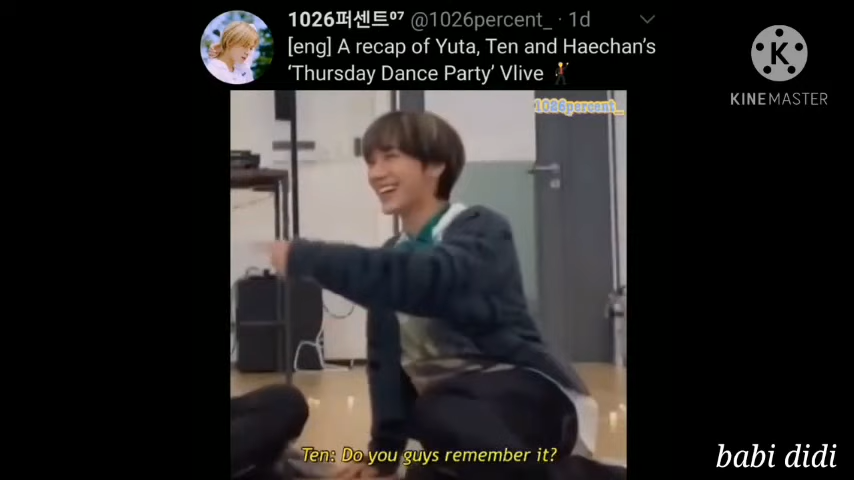 1026퍼센트⁰⁷ @1026percent_ · 1d
[eng] A recap of Yuta, Ten and Haechan's
'Thursday Dance Party' Vlive
K
KINEMASTER
1026percent_
Ten: Do you guys remember it?
babi didi